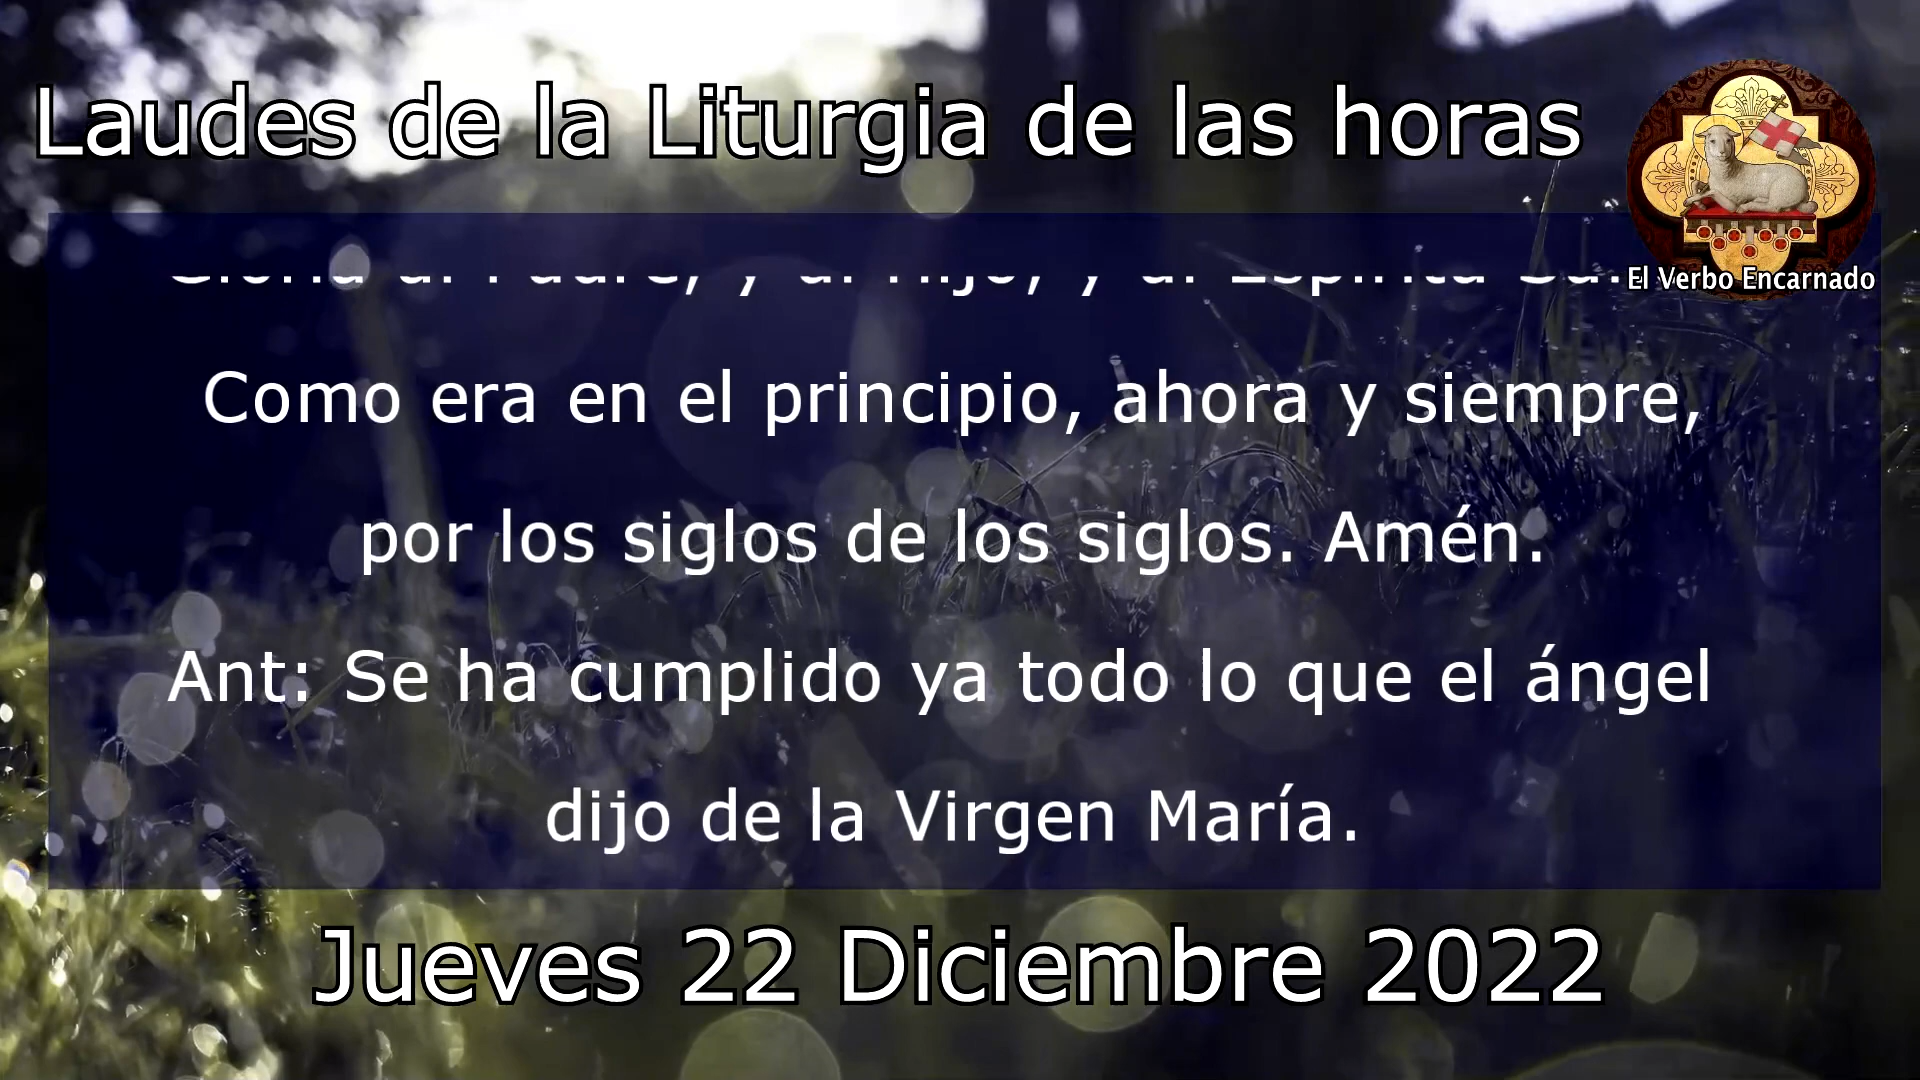 Laudes de la Liturgia de las horas
El Verbo Encarnado
Como era en el principio, ahora y siempre,
por los siglos de los siglos. Amén.
Ant: Se ha cumplido ya todo lo que el ángel
dijo de la Virgen María.
Jueves 22 Diciembre 2022